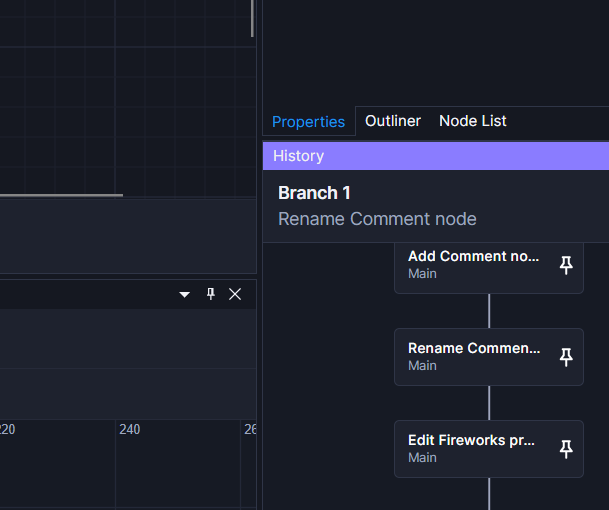 Properties Outliner Node List
History
Branch 1
Rename Comment node
Add Comment no...
Main
Rename Commen...
Main
Edit Fireworks pr...
Main
220 240 26